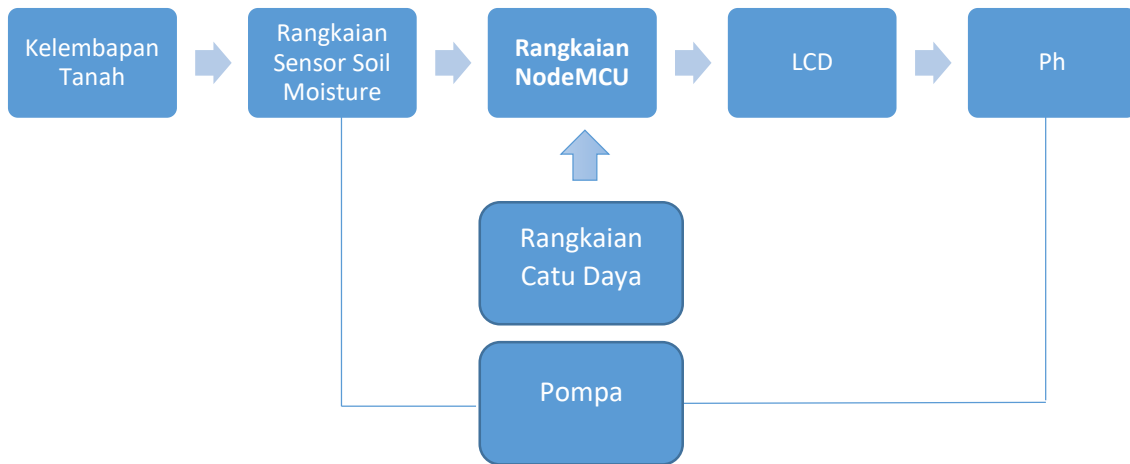 Kelembapan
Tanah
Rangkaian
Sensor Soil
Moisture
Rangkaian
NodeMCU
LCD
Ph
Rangkaian
Catu Daya
Pompa